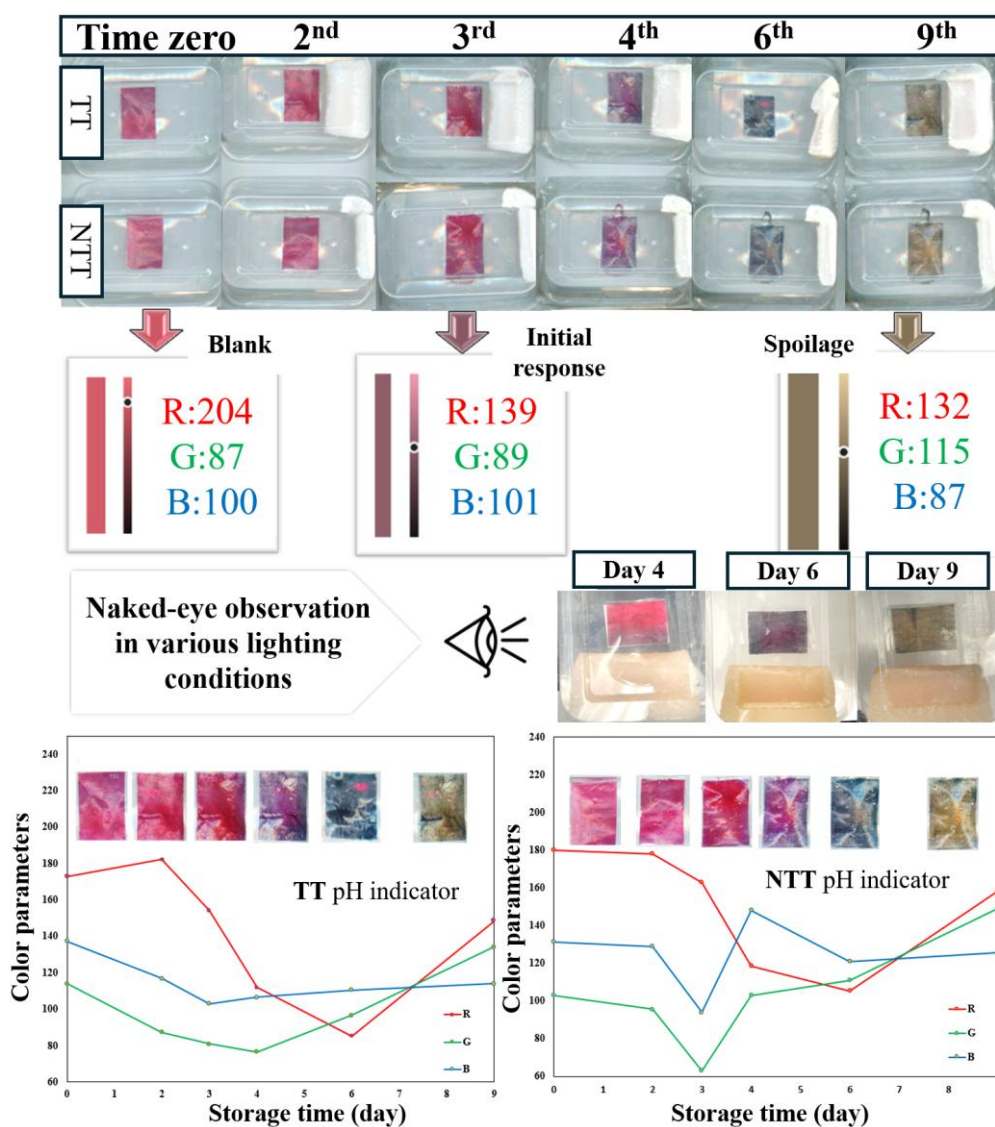 Time zero 2nd 3rd 4th 6th 9th
TT
NTT
Blank
Initial
response
Spoilage
R:204
G:87
B:100
R:139
G:89
B:101
R:132
G:115
B:87
Naked-eye observation
in various lighting
conditions
Day 4 Day 6 Day 9
Color parameters
240
220
200
180
160
140
120
100
80
60
TT pH indicator
R
G
B
0 1 2 3 4 5 6 7 8 9
Storage time (day)
Color parameters
240
220
200
180
160
140
120
100
80
60
NTT pH indicator
R
G
B
0 1 2 3 4 5 6 7 8
Storage time (day)